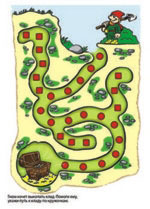 Гном хочет выкопать клад. Помоги ему,
укажи путь к кладу по кружочкам.